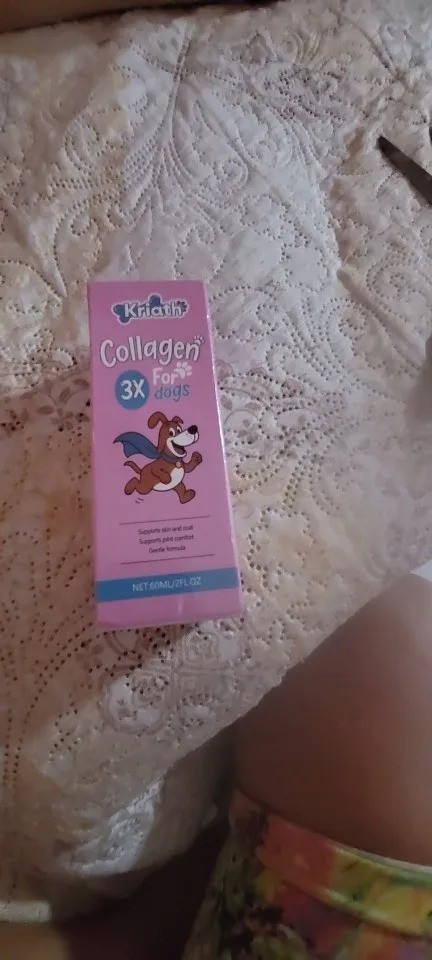 Kriath
Collagen
3X For
dogs
Supports skin and coat
Supports joint comfort
Gentle formula
NET:60ML/2FL.OZ